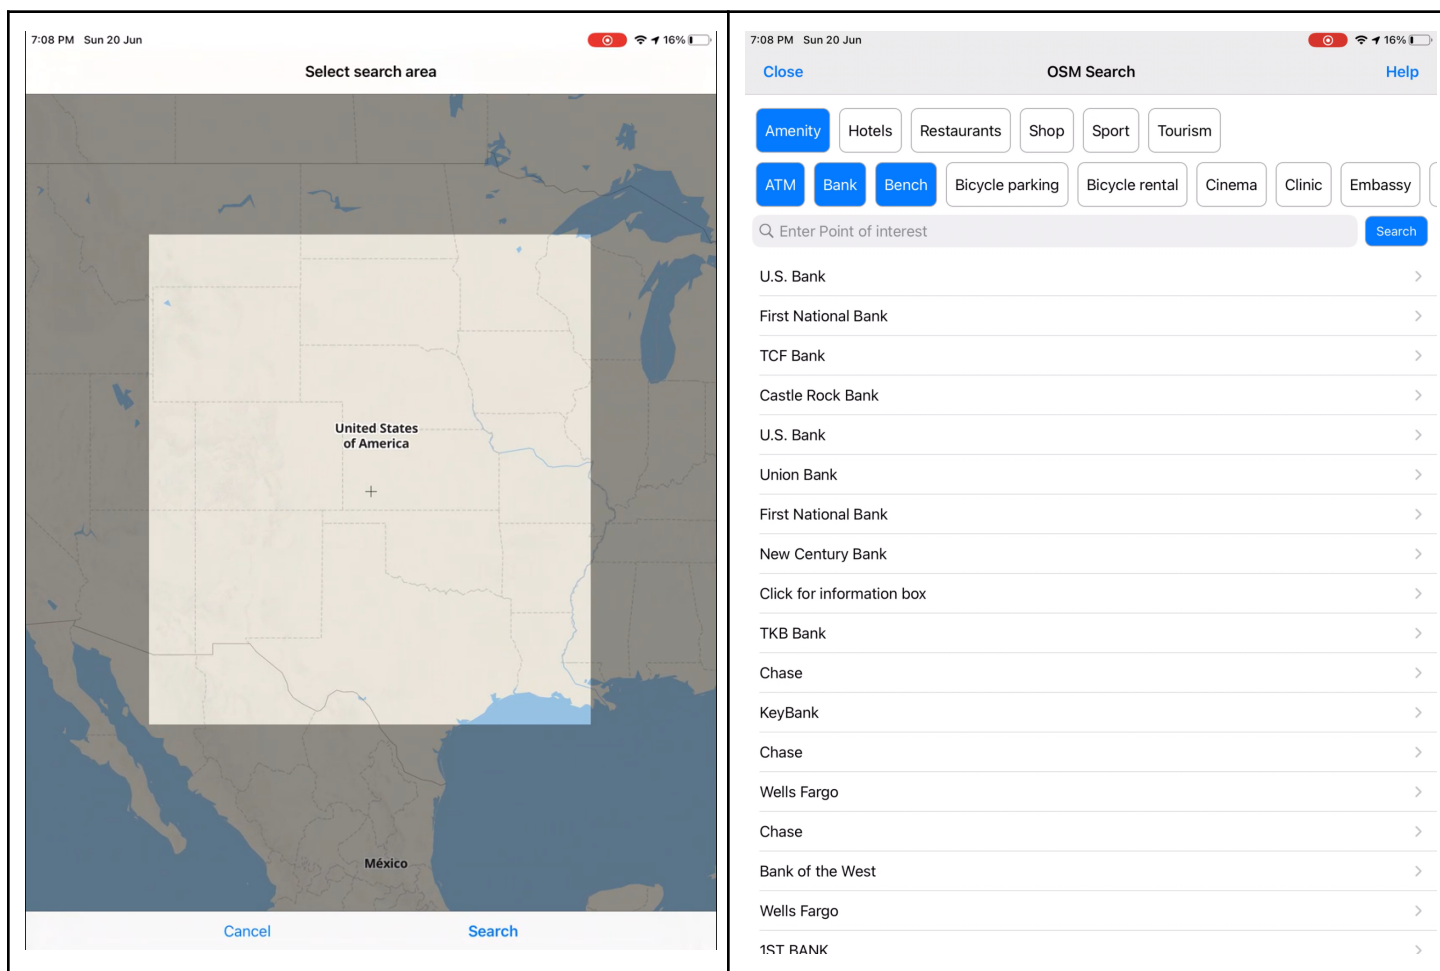 7:08 PM Sun 20 Jun 16%
Select search area
United States
of America
México
Cancel Search
7:08 PM Sun 20 Jun 16%
Close OSM Search Help
Amenity Hotels Restaurants Shop Sport Tourism
ATM Bank Bench Bicycle parking Bicycle rental Cinema Clinic Embassy
Enter Point of interest Search
U.S. Bank
First National Bank
TCF Bank
Castle Rock Bank
U.S. Bank
Union Bank
First National Bank
New Century Bank
Click for information box
TKB Bank
Chase
KeyBank
Chase
Wells Fargo
Chase
Bank of the West
Wells Fargo
1ST BANK